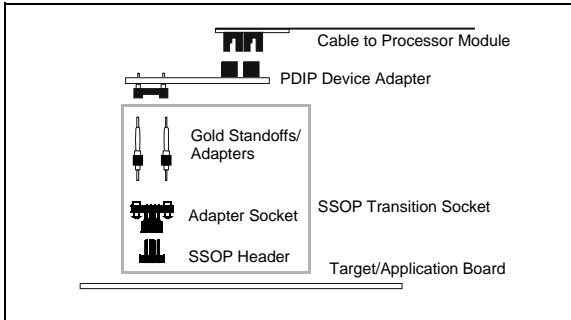 Cable to Processor Module
PDIP Device Adapter
Gold Standoffs/
Adapters
Adapter Socket
SSOP Transition Socket
SSOP Header
Target/Application Board